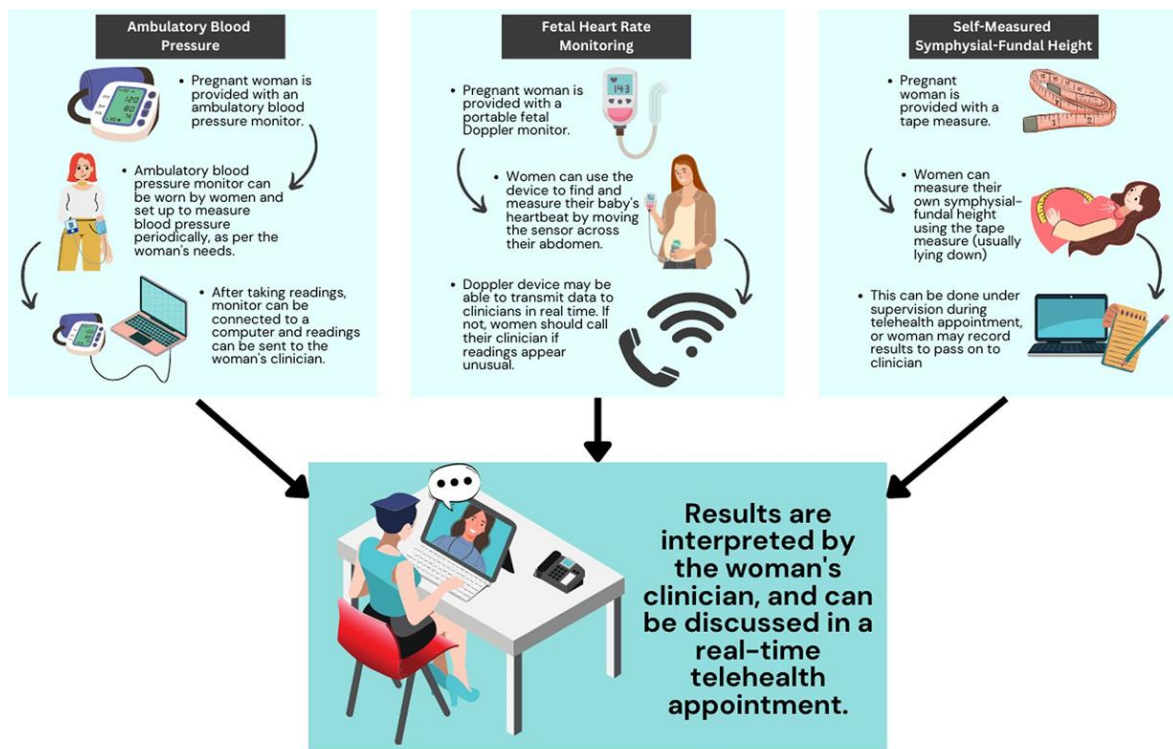 Ambulatory Blood
Pressure
• Pregnant woman is
provided with an
ambulatory blood
pressure monitor.
• Ambulatory blood
pressure monitor can
be worn by women and
set up to measure
blood pressure
periodically, as per the
woman's needs.
• After taking readings,
monitor can be
connected to a
computer and readings
can be sent to the
woman's clinician.
Fetal Heart Rate
Monitoring
• Pregnant woman is
provided with a
portable fetal
Doppler monitor.
143
• Women can use the
device to find and
measure their baby's
heartbeat by moving
the sensor across
their abdomen.
• Doppler device may be
able to transmit data to
clinicians in real time. If
not, women should call
their clinician if
readings appear
unusual.
Self-Measured
Symphysial-Fundal Height
• Pregnant
woman is
provided with a
tape measure.
• Women can
measure their
own symphysial-
fundal height
using the tape
measure (usually
lying down)
• This can be done under
supervision during
telehealth appointment,
or woman may record
results to pass on to
clinician
Results are
interpreted by
the woman's
clinician, and can
be discussed in a
real-time
telehealth
appointment.